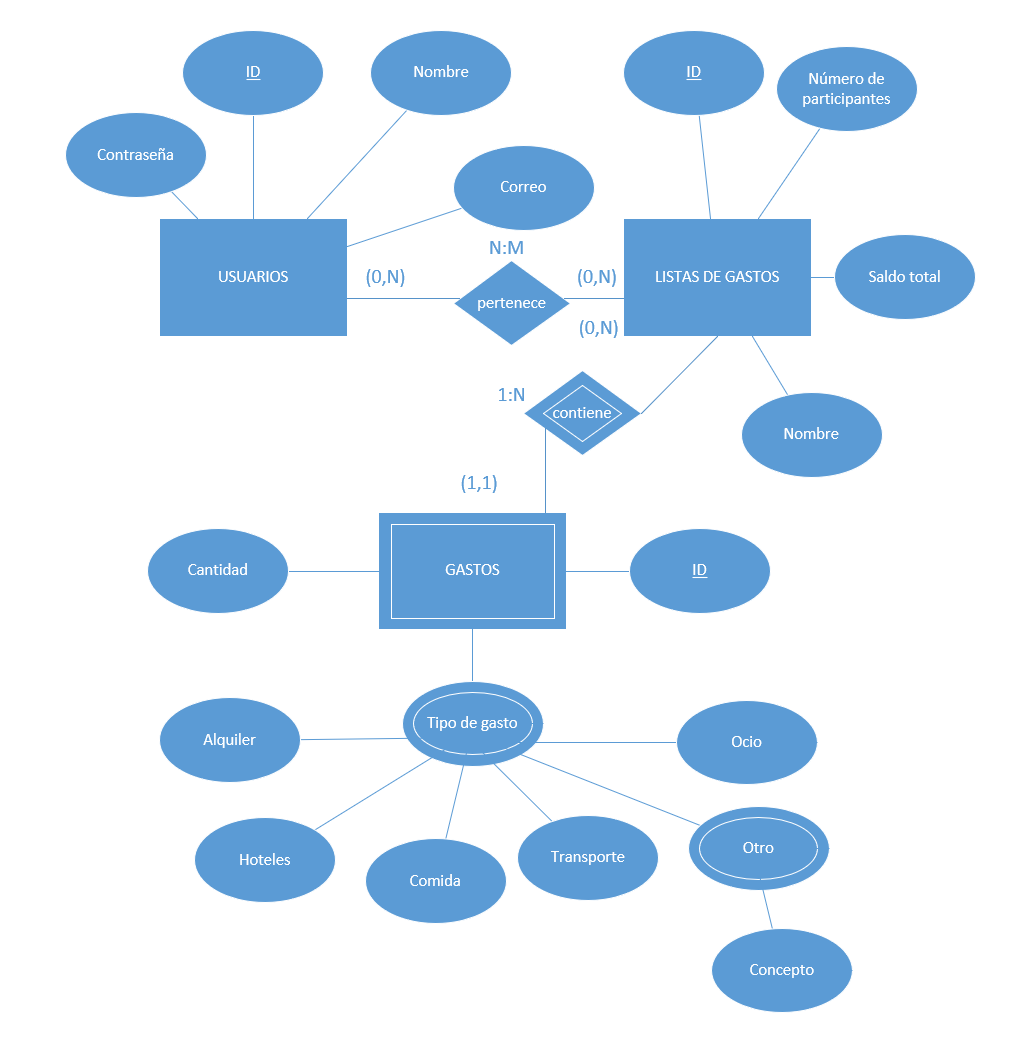 ID
Nombre
ID
Número de
participantes
Contraseña
Correo
USUARIOS
N:M
(0,N)
pertenece
(0,N)
LISTAS DE GASTOS
Saldo total
(0,N)
1:N
contiene
Nombre
(1,1)
Cantidad
GASTOS
ID
Tipo de gasto
Alquiler
Ocio
Hoteles
Comida
Transporte
Otro
Concepto